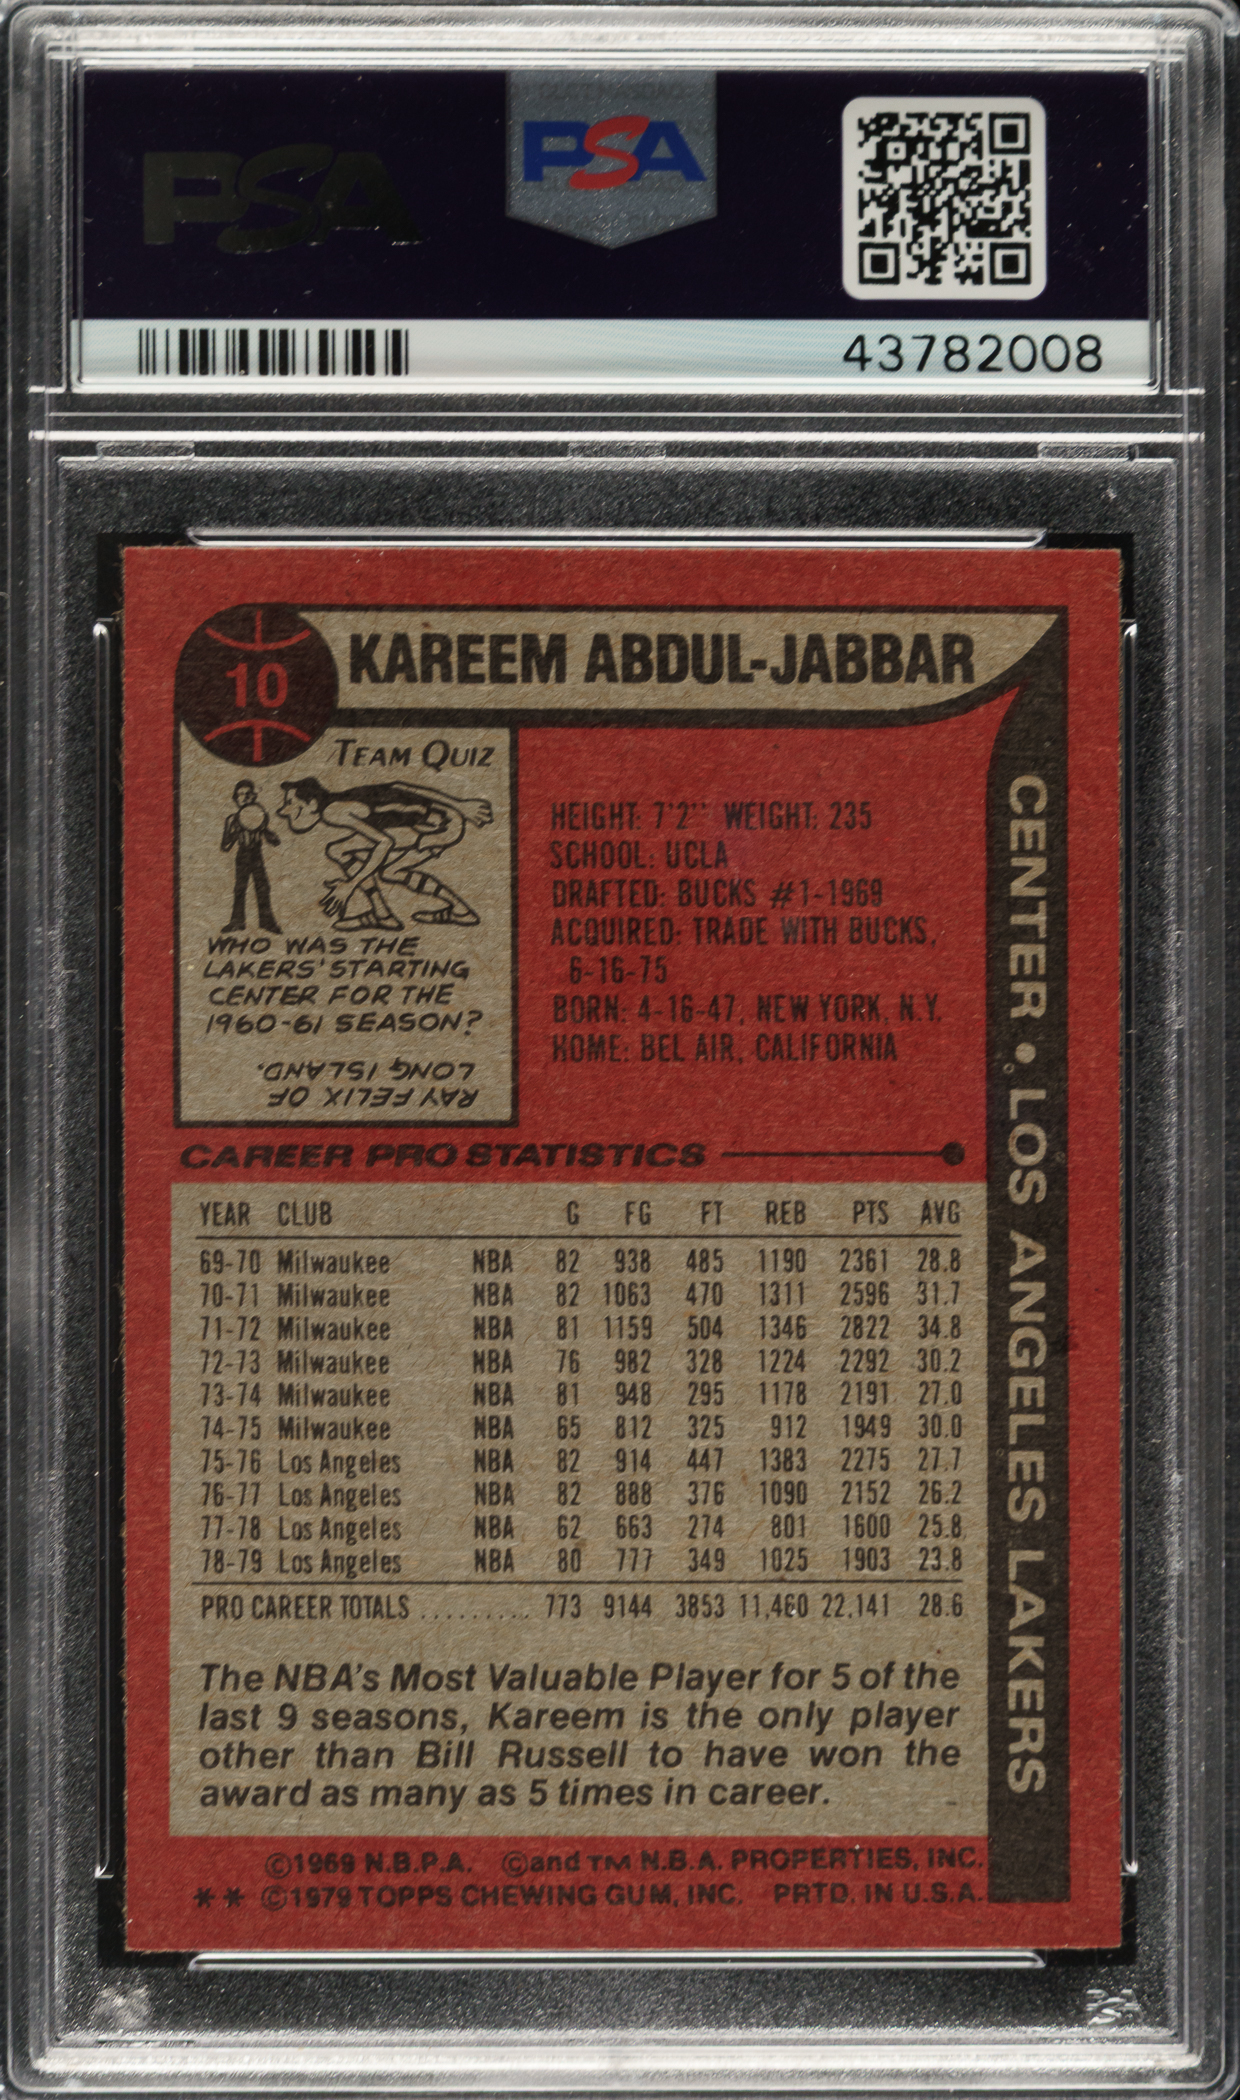 PSA
PSA
43782008
10
KAREEM ABDUL-JABBAR
CENTER • LOS ANGELES LAKERS
TEAM QUIZ
WHO WAS THE
LAKERS' STARTING
CENTER FOR THE
1960-61 SEASON?
RAY FELIX OF
LONG ISLAND.
HEIGHT: 7'2" WEIGHT: 235
SCHOOL: UCLA
DRAFTED: BUCKS #1-1969
ACQUIRED: TRADE WITH BUCKS,
6-16-75
BORN: 4-16-47, NEW YORK, N.Y.
HOME: BEL AIR, CALIFORNIA
CAREER PRO STATISTICS
YEAR CLUB G FG FT REB PTS AVG
69-70 Milwaukee NBA 82 938 485 1190 2361 28.8
70-71 Milwaukee NBA 82 1063 470 1311 2596 31.7
71-72 Milwaukee NBA 81 1159 504 1346 2822 34.8
72-73 Milwaukee NBA 76 982 328 1224 2292 30.2
73-74 Milwaukee NBA 81 948 295 1178 2191 27.0
74-75 Milwaukee NBA 65 812 325 912 1949 30.0
75-76 Los Angeles NBA 82 914 447 1383 2275 27.7
76-77 Los Angeles NBA 82 888 376 1090 2152 26.2
77-78 Los Angeles NBA 62 663 274 801 1600 25.8
78-79 Los Angeles NBA 80 777 349 1025 1903 23.8
PRO CAREER TOTALS ......... 773 9144 3853 11,460 22,141 28.6
The NBA's Most Valuable Player for 5 of the
last 9 seasons, Kareem is the only player
other than Bill Russell to have won the
award as many as 5 times in career.
©1969 N.B.P.A. ©and TM N.B.A. PROPERTIES, INC.
** ©1979 TOPPS CHEWING GUM, INC. PRTD. IN U.S.A.
PSA